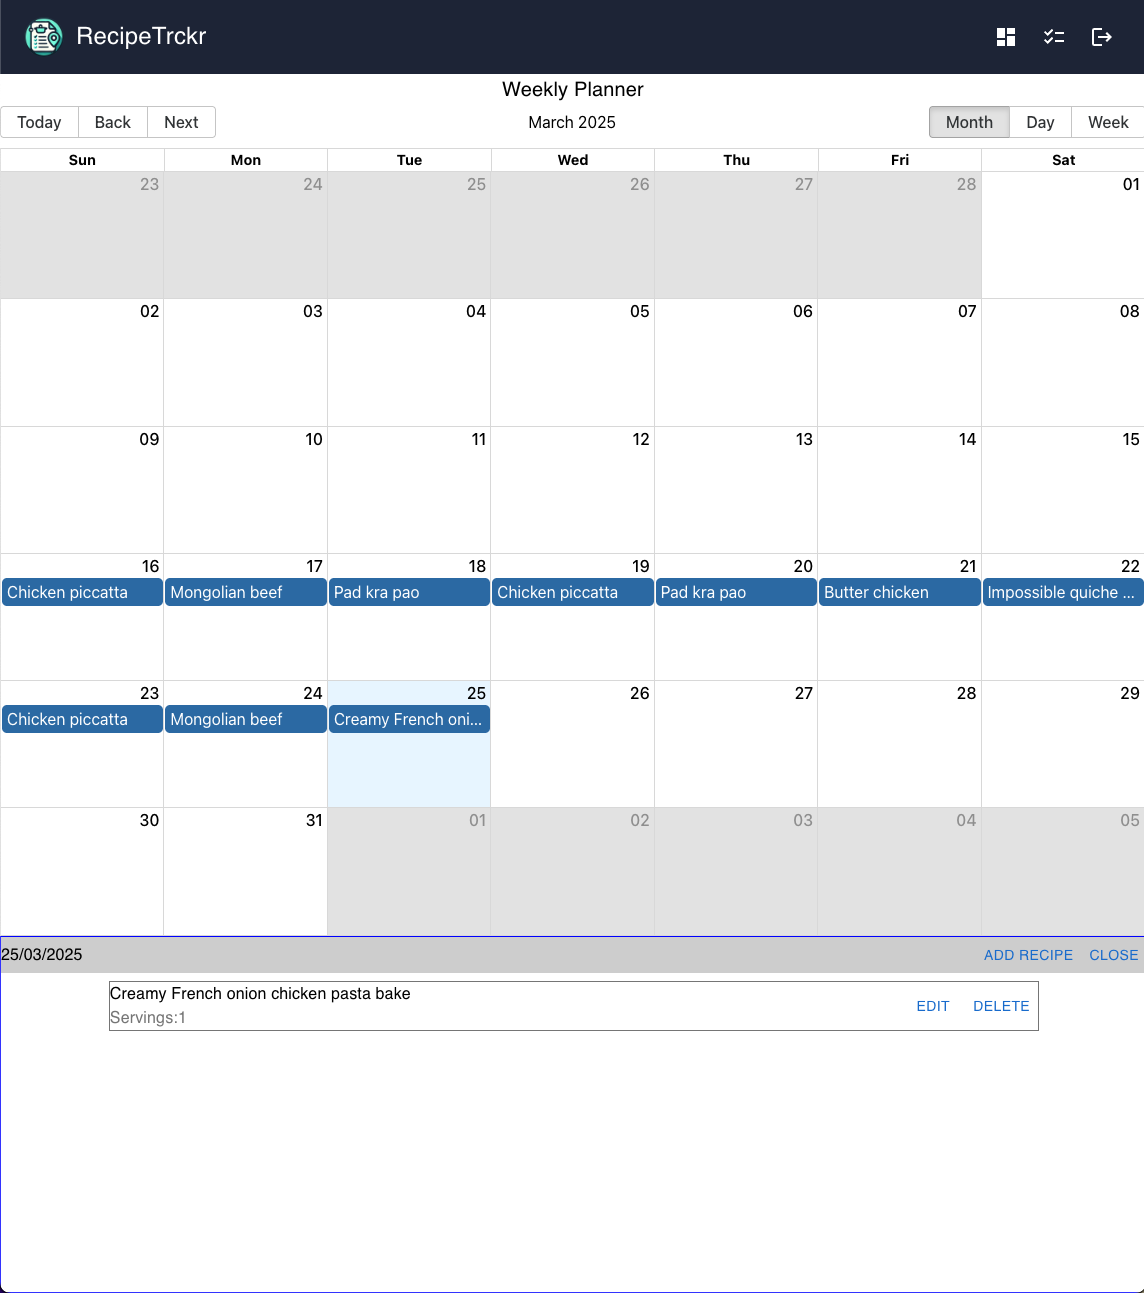 RecipeTrckr
Weekly Planner
Today Back Next March 2025 Month Day Week
Sun Mon Tue Wed Thu Fri Sat
23 24 25 26 27 28 01
02 03 04 05 06 07 08
09 10 11 12 13 14 15
16 17 18 19 20 21 22
Chicken piccatta Mongolian beef Pad kra pao Chicken piccatta Pad kra pao Butter chicken Impossible quiche ...
23 24 25 26 27 28 29
Chicken piccatta Mongolian beef Creamy French oni...
30 31 01 02 03 04 05
25/03/2025 ADD RECIPE CLOSE
Creamy French onion chicken pasta bake
Servings:1
EDIT DELETE